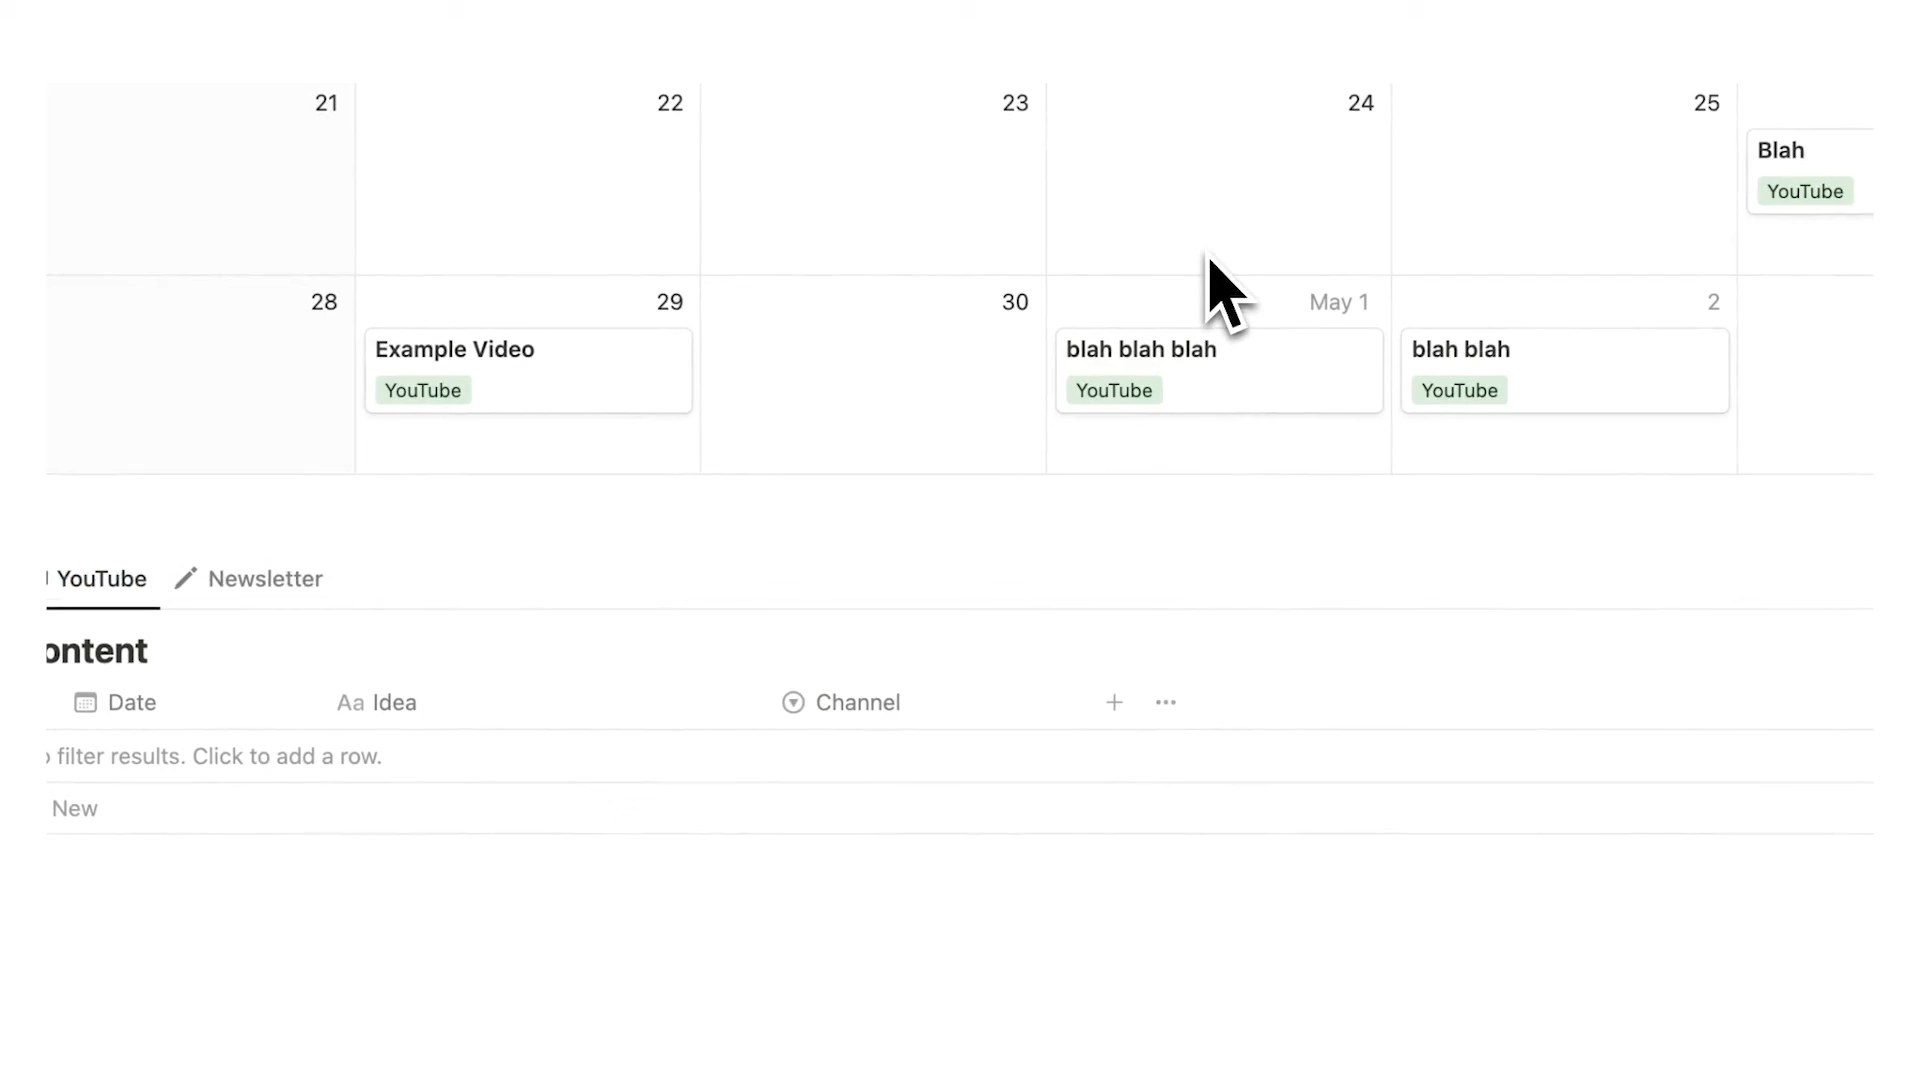 21 22 23 24 25
Blah
YouTube
28 29 30 May 1 2
Example Video blah blah blah blah blah
YouTube YouTube YouTube
YouTube Newsletter
ontent
Date Aa Idea Channel + •••
filter results. Click to add a row.
New